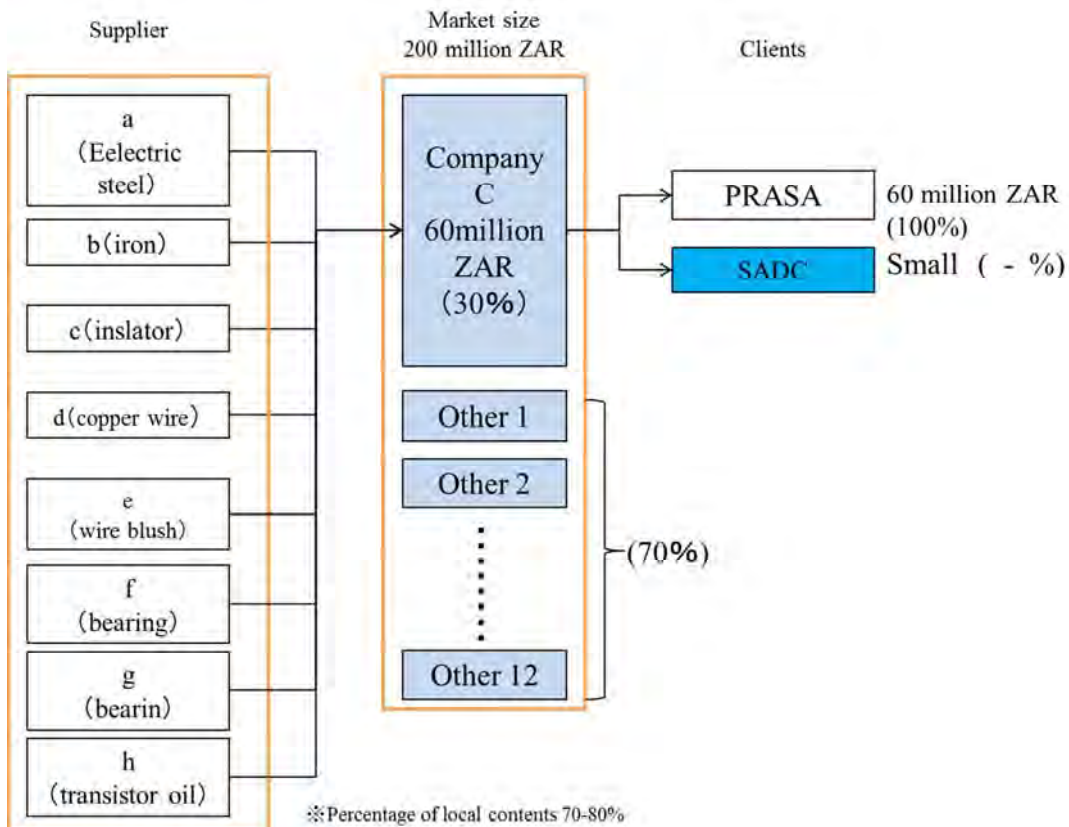 Supplier
Market size
200 million ZAR
Clients
a
（Eelectric
steel）
b（iron）
c（inslator）
d（copper wire）
e
（wire blush）
f
（bearing）
g
（bearin）
h
（transistor oil）
Company
C
60million
ZAR
（30%）
Other 1
Other 2
Other 12
(70%)
PRASA
60 million ZAR
(100%)
SADC
Small ( - %)
※Percentage of local contents 70-80%